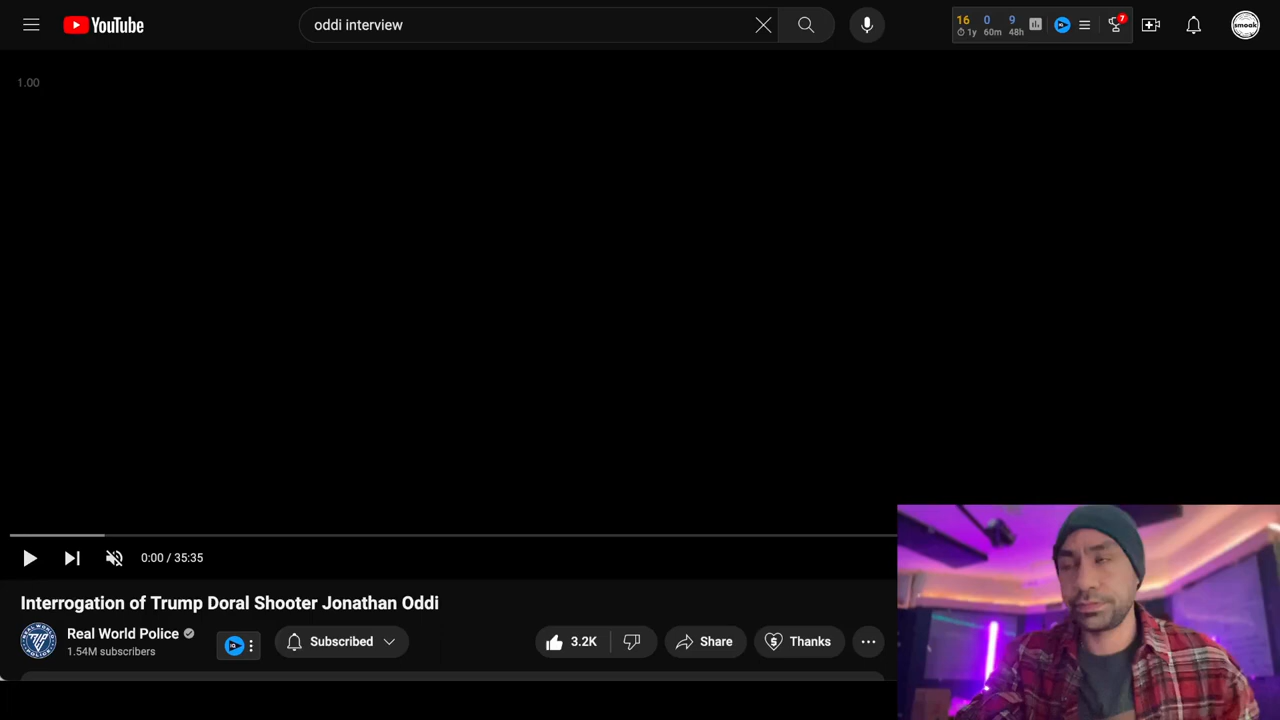 YouTube
oddi interview
16 0 9
1y 60m 48h
7
smoak
1.00
0:00 / 35:35
Interrogation of Trump Doral Shooter Jonathan Oddi
Real World Police
1.54M subscribers
Subscribed
3.2K
Share
Thanks